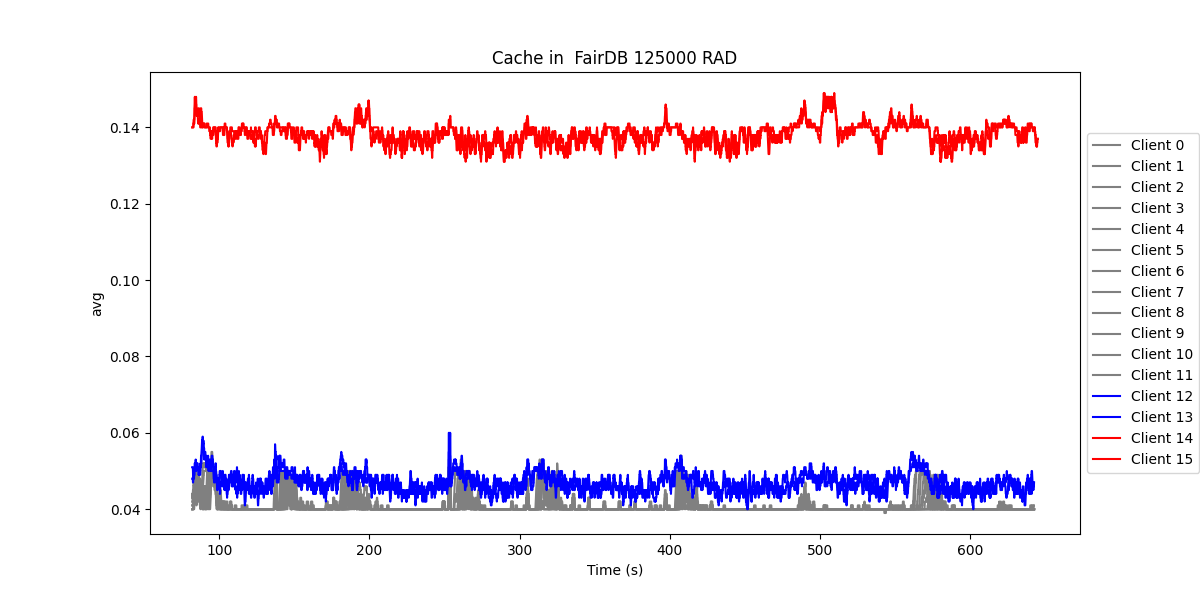 Cache in  FairDB 125000 RAD
avg
0.14
0.12
0.10
0.08
0.06
0.04
100
200
300
400
500
600
Time (s)
Client 0
Client 1
Client 2
Client 3
Client 4
Client 5
Client 6
Client 7
Client 8
Client 9
Client 10
Client 11
Client 12
Client 13
Client 14
Client 15